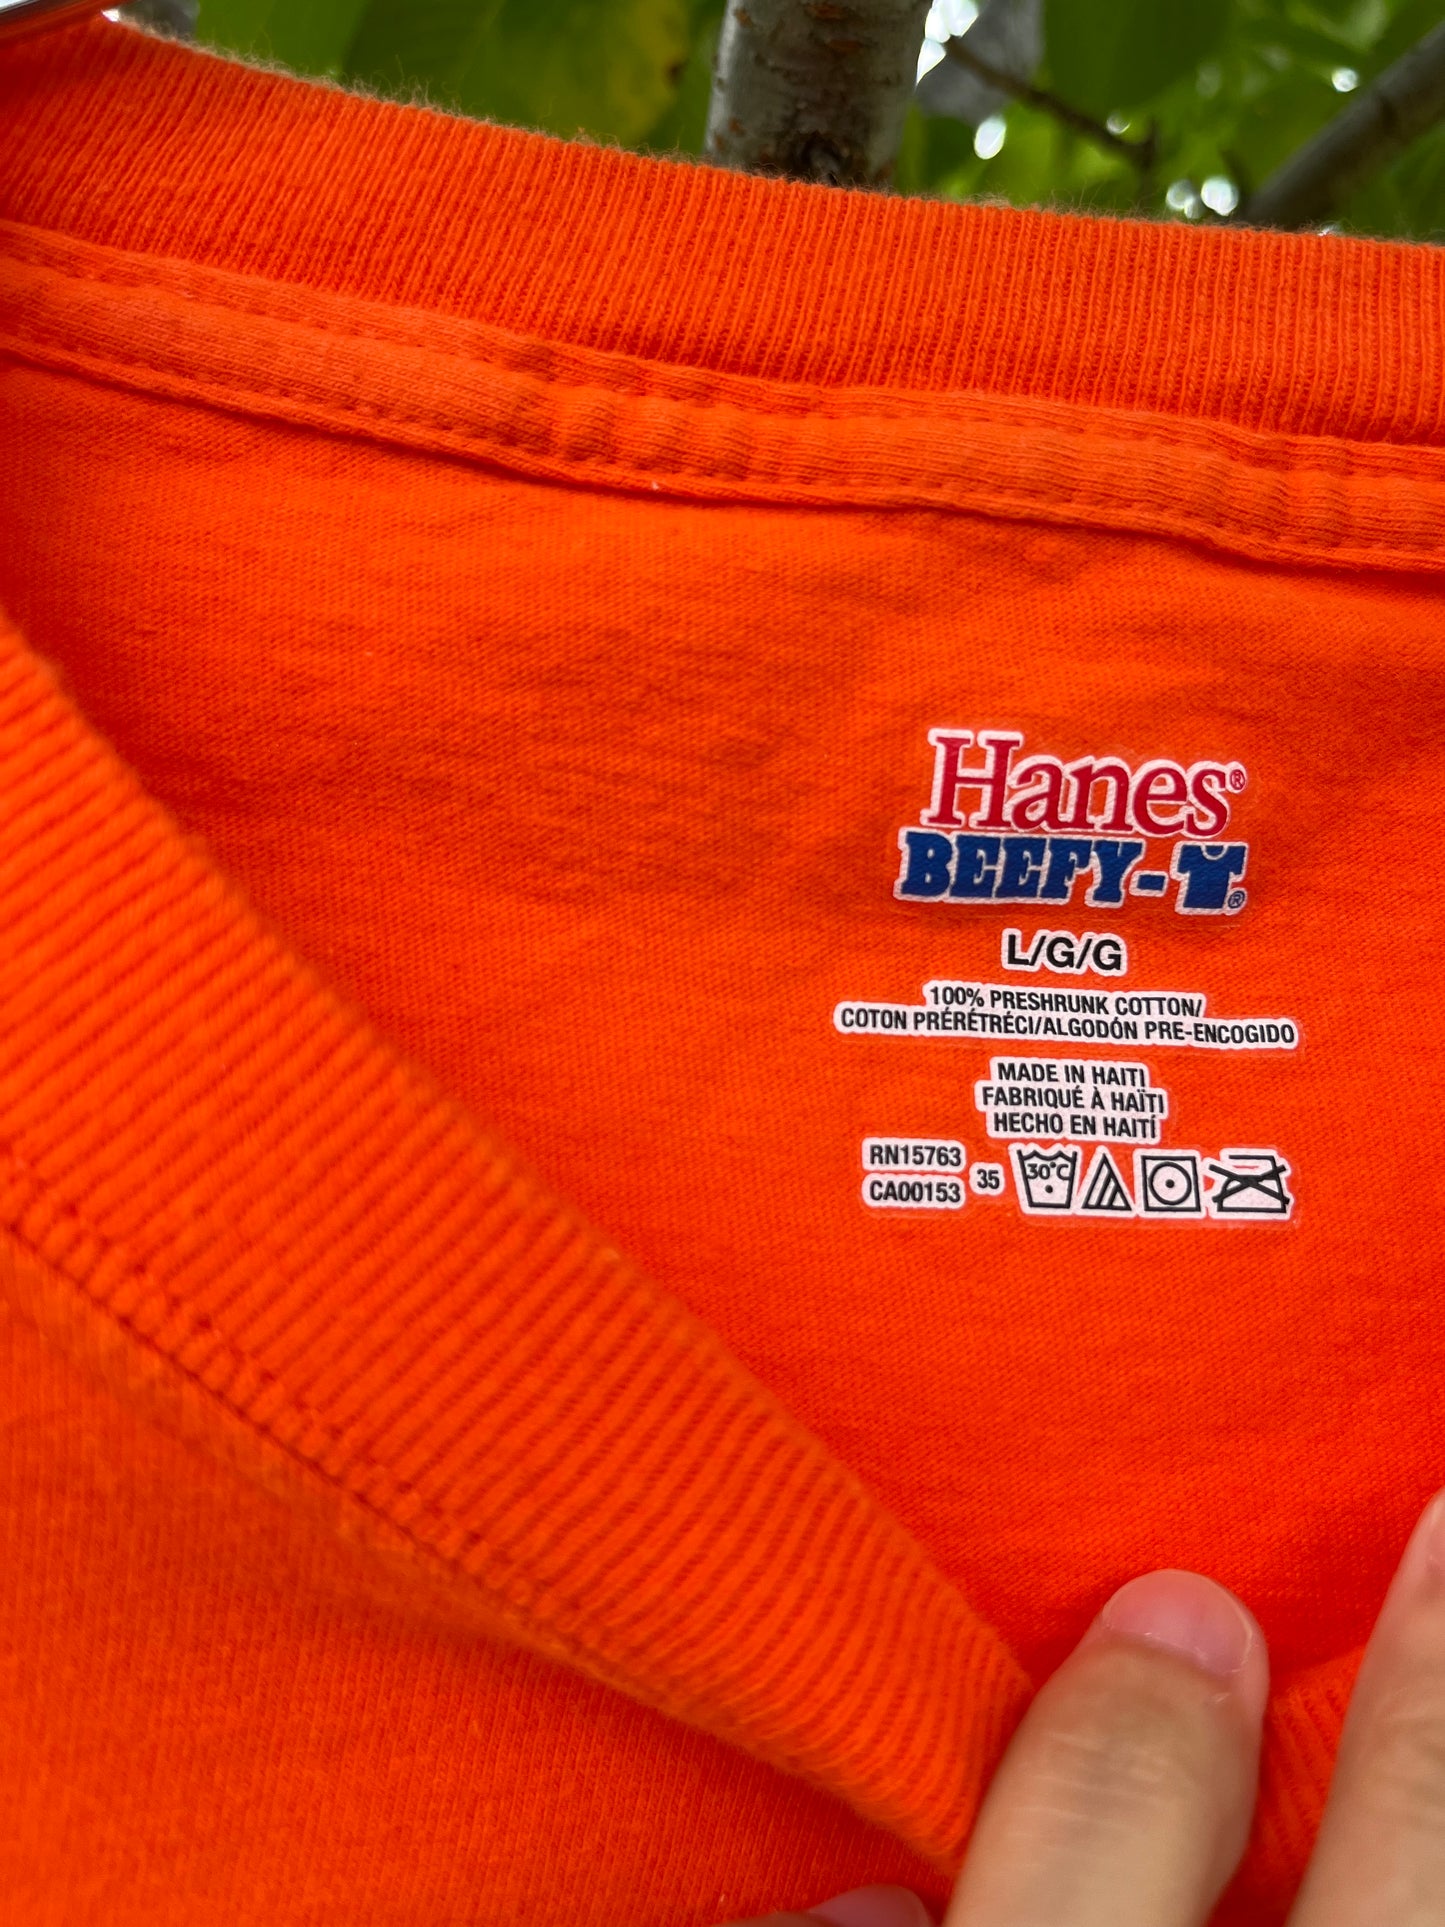 Hanes®
BEEFY-T®
L/G/G
100% PRESHRUNK COTTON/
COTON PRÉRÉTRÉCI/ALGODÓN PRE-ENCOGIDO
MADE IN HAITI
FABRIQUÉ À HAÏTI
HECHO EN HAITÍ
RN15763
CA00153
35
30°C